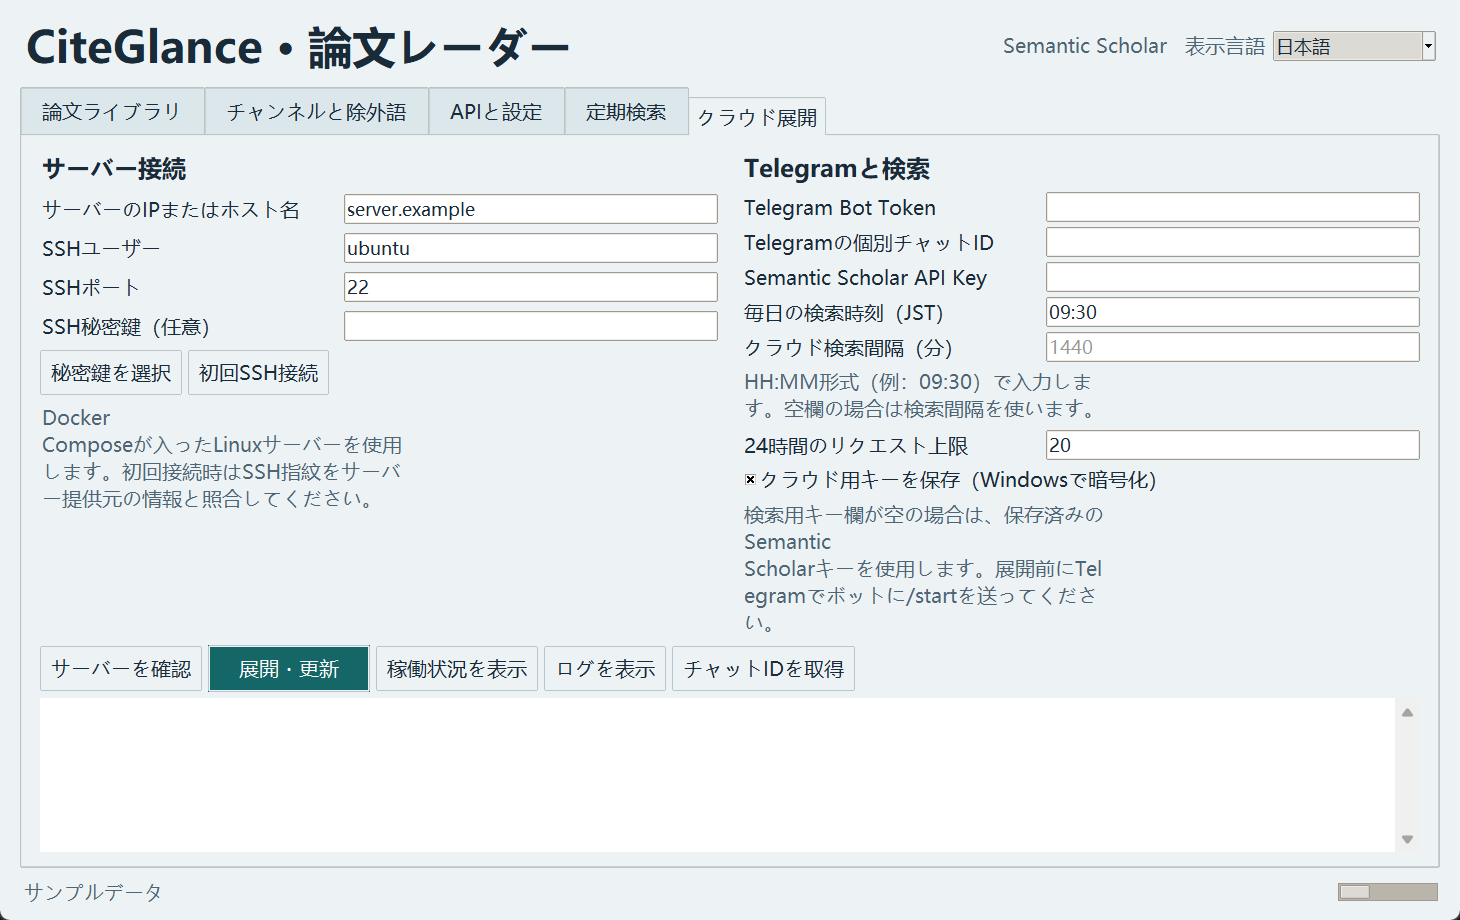 CiteGlance・論文レーダー
Semantic Scholar 表示言語 日本語
論文ライブラリ チャンネルと除外語 APIと設定 定期検索 クラウド展開
サーバー接続
サーバーのIPまたはホスト名 server.example
SSHユーザー ubuntu
SSHポート 22
SSH秘密鍵（任意）
秘密鍵を選択 初回SSH接続
Docker
Composeが入ったLinuxサーバーを使用
します。初回接続時はSSH指紋をサーバ
ー提供元の情報と照合してください。
Telegramと検索
Telegram Bot Token
Telegramの個別チャットID
Semantic Scholar API Key
毎日の検索時刻（JST） 09:30
クラウド検索間隔（分） 1440
HH:MM形式（例：09:30）で入力しま
す。空欄の場合は検索間隔を使います。
24時間のリクエスト上限 20
クラウド用キーを保存（Windowsで暗号化）
検索用キー欄が空の場合は、保存済みの
Semantic
Scholarキーを使用します。展開前にTel
egramでボットに/startを送ってくださ
い。
サーバーを確認 展開・更新 稼働状況を表示 ログを表示 チャットIDを取得
サンプルデータ